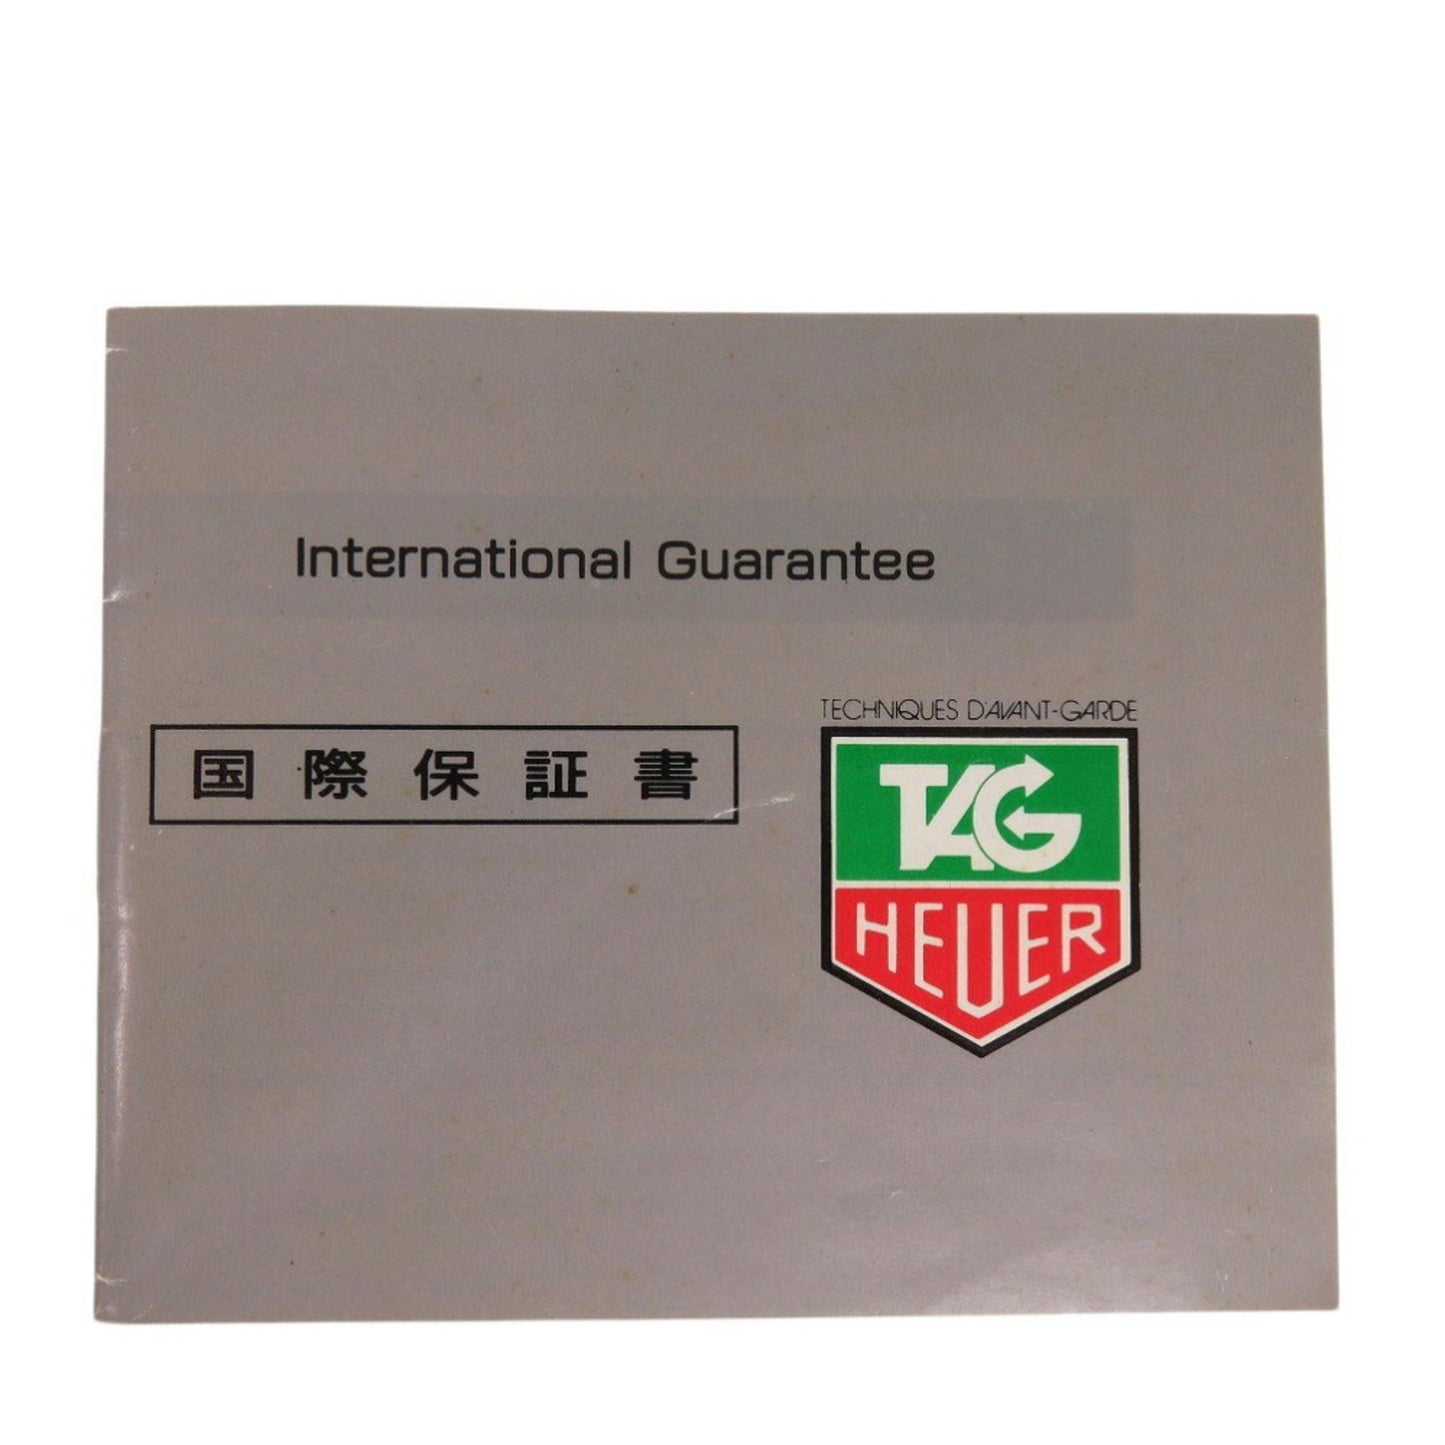 International Guarantee
国際保証書
TECHNIQUES D'AVANT-GARDE
TAG
HEUER